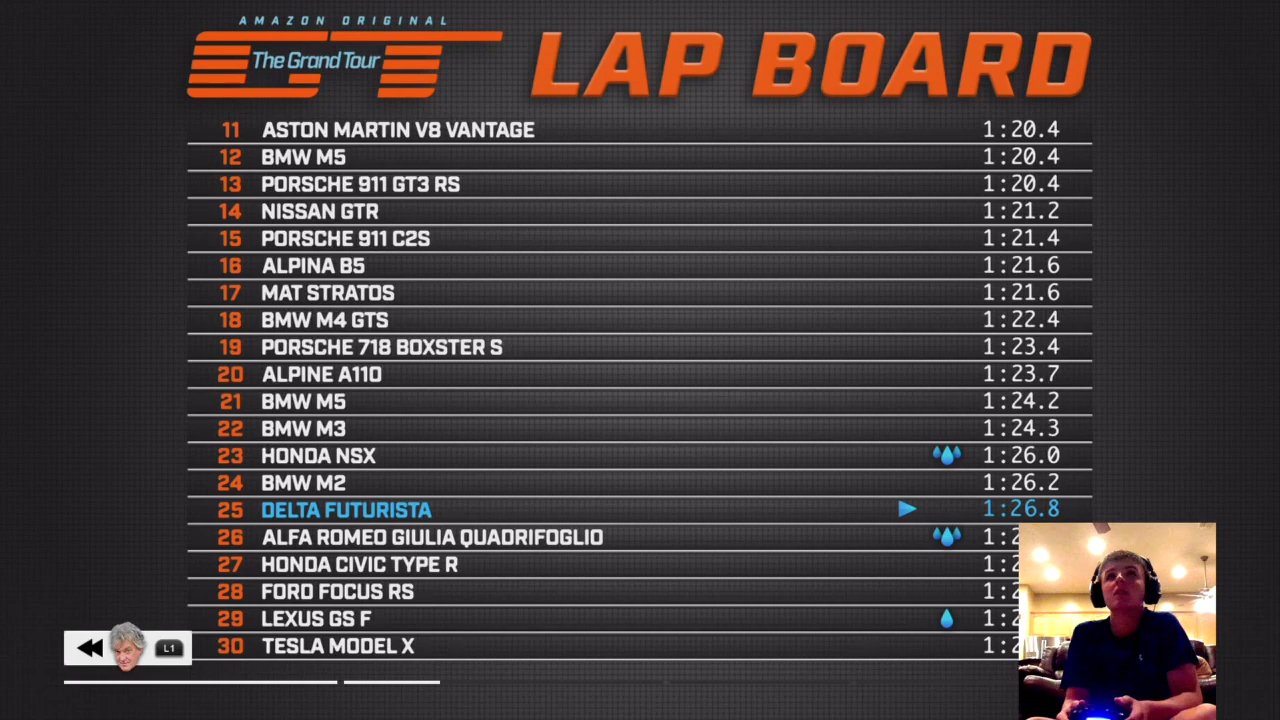 AMAZON ORIGINAL
The Grand Tour
LAP BOARD
11 ASTON MARTIN V8 VANTAGE 1:20.4
12 BMW M5 1:20.4
13 PORSCHE 911 GT3 RS 1:20.4
14 NISSAN GTR 1:21.2
15 PORSCHE 911 C2S 1:21.4
16 ALPINA B5 1:21.6
17 MAT STRATOS 1:21.6
18 BMW M4 GTS 1:22.4
19 PORSCHE 718 BOXSTER S 1:23.4
20 ALPINE A110 1:23.7
21 BMW M5 1:24.2
22 BMW M3 1:24.3
23 HONDA NSX 1:26.0
24 BMW M2 1:26.2
25 DELTA FUTURISTA 1:26.8
26 ALFA ROMEO GIULIA QUADRIFOGLIO
27 HONDA CIVIC TYPE R
28 FORD FOCUS RS
29 LEXUS GS F
30 TESLA MODEL X
L1